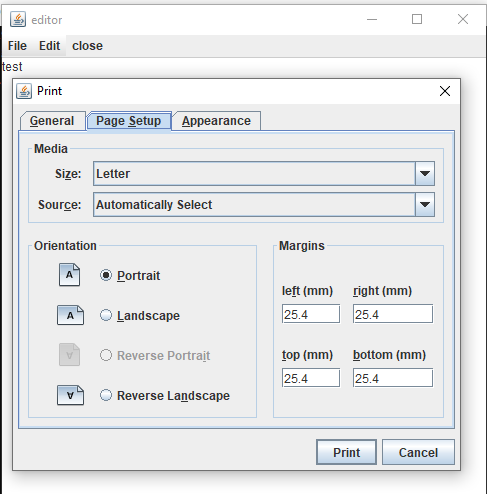 editor
File Edit close
test
Print
General Page Setup Appearance
Media
Size: Letter
Source: Automatically Select
Orientation
A Portrait
A Landscape
A Reverse Portrait
A Reverse Landscape
Margins
left (mm) right (mm)
25.4 25.4
top (mm) bottom (mm)
25.4 25.4
Print Cancel